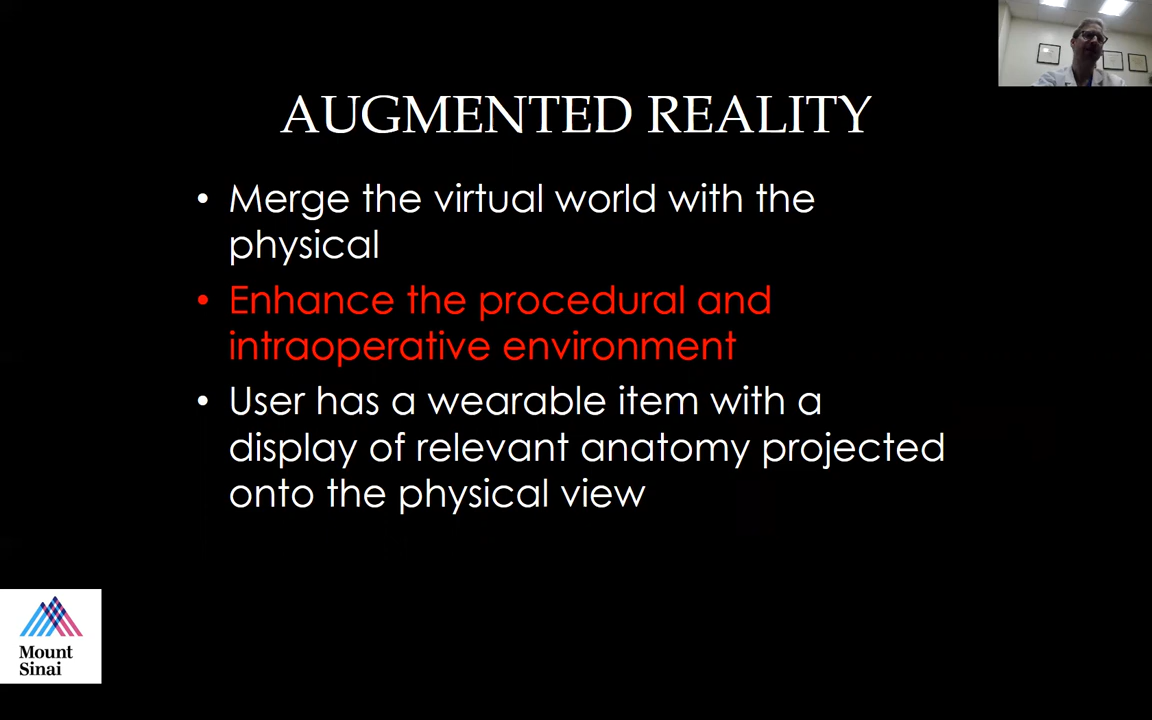 AUGMENTED REALITY
• Merge the virtual world with the
physical
• Enhance the procedural and
intraoperative environment
• User has a wearable item with a
display of relevant anatomy projected
onto the physical view
Mount
Sinai